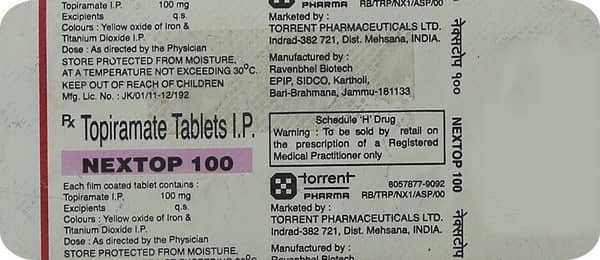 Topiramate I.P. 100 mg
Excipients q.s.
Colours : Yellow oxide of Iron &
Titanium Dioxide I.P.
Dose : As directed by the Physician
STORE PROTECTED FROM MOISTURE,
AT A TEMPERATURE NOT EXCEEDING 30°C.
KEEP OUT OF REACH OF CHILDREN
Mfg. Lic. No. : JK/01/11-12/192
PHARMA RB/TRP/NX1/ASP/00
Marketed by :
TORRENT PHARMACEUTICALS LTD.
Indrad-382 721, Dist. Mehsana, INDIA.
Manufactured by :
Ravenbhel Biotech
EPIP, SIDCO, Kartholi,
Bari-Brahmana, Jammu-181133
Rx Topiramate Tablets I.P.
NEXTOP 100
Schedule 'H' Drug
Warning : To be sold by retail on
the prescription of a Registered
Medical Practitioner only
Each film coated tablet contains :
Topiramate I.P. 100 mg
Excipients q.s.
Colours : Yellow oxide of Iron &
Titanium Dioxide I.P.
Dose : As directed by the Physician
STORE PROTECTED FROM MOISTURE,
torrent 8057877-9092
PHARMA RB/TRP/NX1/ASP/00
Marketed by :
TORRENT PHARMACEUTICALS LTD.
Indrad-382 721, Dist. Mehsana, INDIA.
Manufactured by :
Ravenbhel Biotech
नेक्सटोप १००
NEXTOP 100
नेक्सटोप